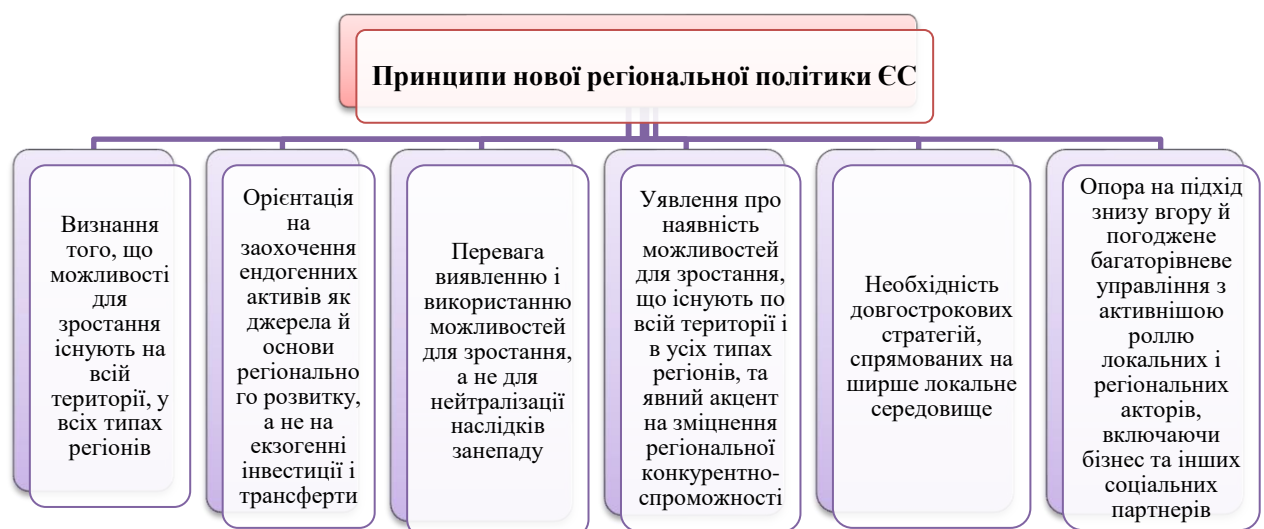 Принципи нової регіональної політики ЄС
Визнання
того, що
можливості
для
зростання
існують на
всій
території, у
всіх типах
регіонів
Орієнтація
на
заохочення
ендогенних
активів як
джерела й
основи
регіонально
го розвитку,
а не на
екзогенні
інвестиції і
трансферти
Перевага
виявленню і
використанню
можливостей
для зростання,
а не для
нейтралізації
наслідків
занепаду
Уявлення про
наявність
можливостей
для зростання,
що існують по
всій території і
в усіх типах
регіонів, та
явний акцент
на зміцнення
регіональної
конкурентно-
спроможності
Необхідність
довгострокових
стратегій,
спрямованих на
ширше локальне
середовище
Опора на підхід
знизу вгору й
погоджене
багаторівневе
управління з
активнішою
роллю
локальних і
регіональних
акторів,
включаючи
бізнес та інших
соціальних
партнерів